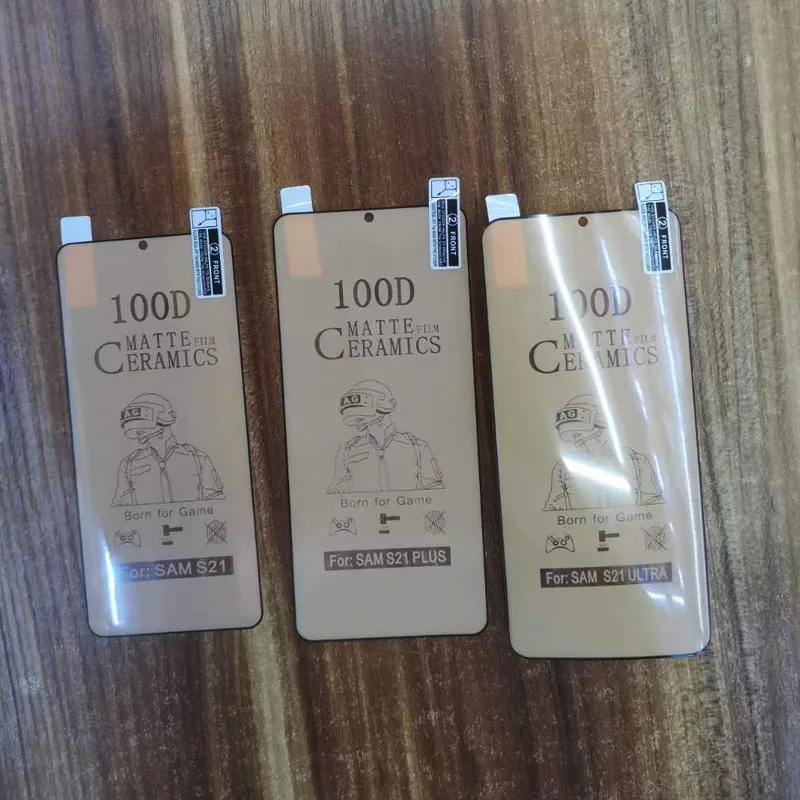 (2) FRONT
100D
MATTE FILM
CERAMICS
AG
Born for Game
For: SAM S21
(2) FRONT
100D
MATTE FILM
CERAMICS
AG
Born for Game
For: SAM S21 PLUS
(2) FRONT
100D
MATTE FILM
CERAMICS
AG
Born for Game
For: SAM S21 ULTRA